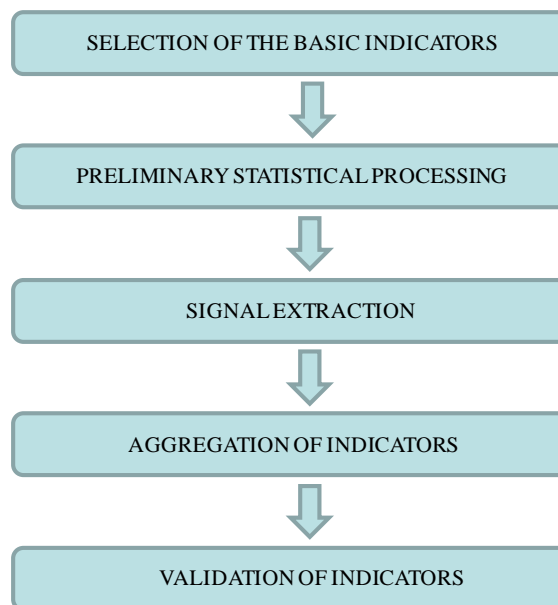 SELECTION OF THE BASIC INDICATORS
PRELIMINARY STATISTICAL PROCESSING
SIGNAL EXTRACTION
AGGREGATION OF INDICATORS
VALIDATION OF INDICATORS